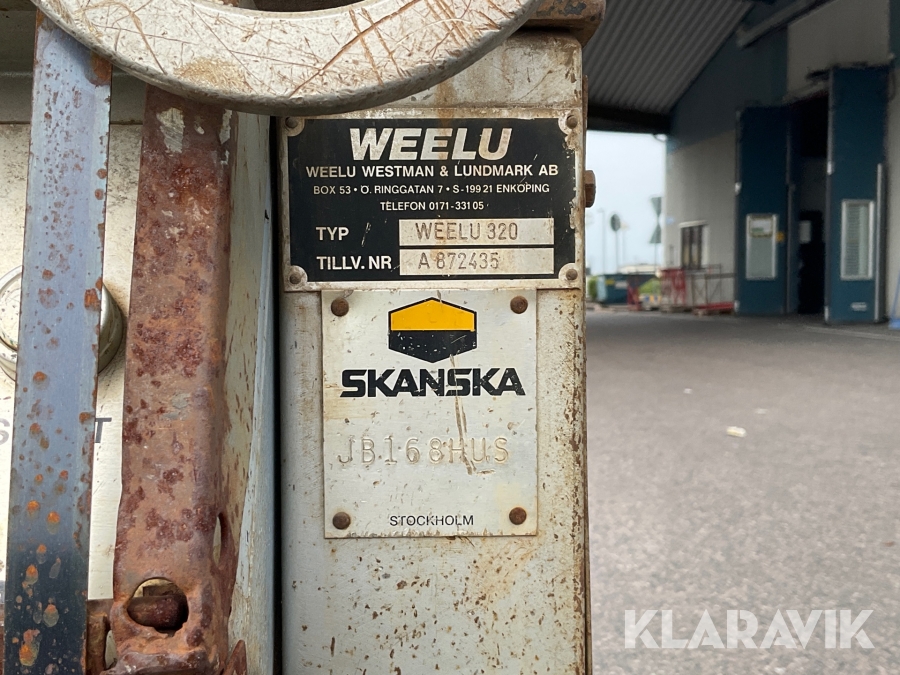 WEELU
WEELU WESTMAN & LUNDMARK AB
BOX 53 • Ö. RINGGATAN 7 • S-199 21 ENKÖPING
TELEFON 0171-331 05
TYP WEELU 320
TILLV. NR A 872435
SKANSKA
JB168HUS
STOCKHOLM
KLARAVIK